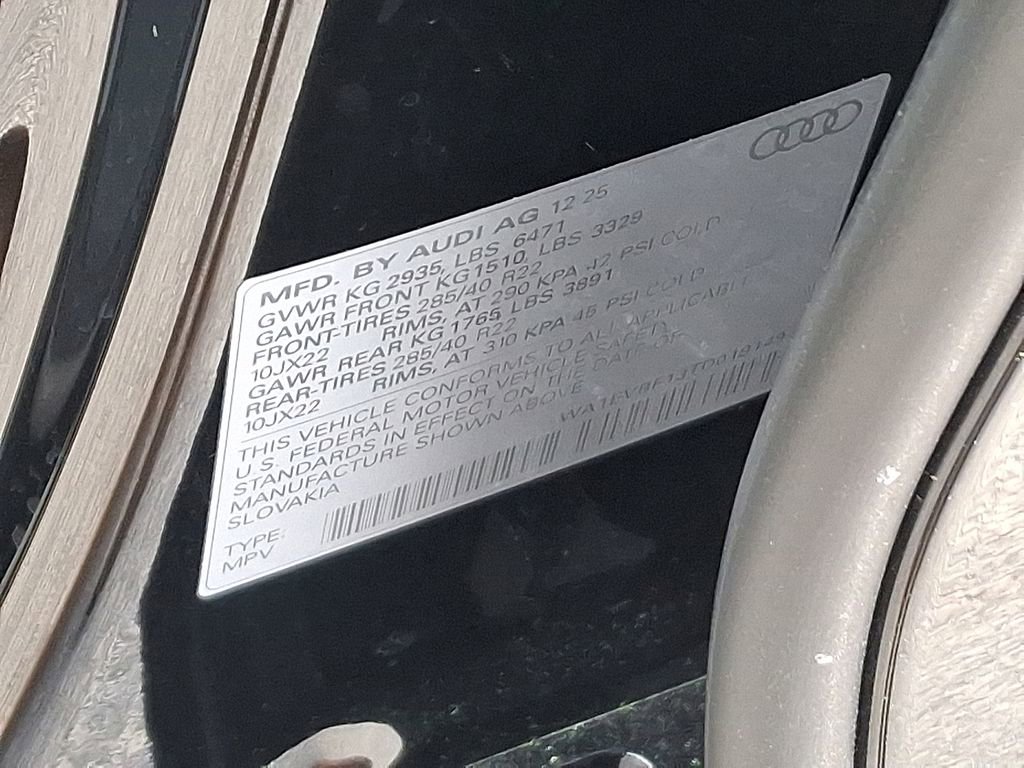 MFD. BY AUDI AG 12 25
GVWR KG 2935, LBS 6471
GAWR FRONT KG1510, LBS 3329
FRONT-TIRES 285/40 R22
10JX22 RIMS, AT 290 KPA 42 PSI COLD
GAWR REAR KG 1765, LBS 3891
REAR-TIRES 285/40 R22
10JX22 RIMS, AT 310 KPA 45 PSI COLD
THIS VEHICLE CONFORMS TO ALL APPLICABLE
U.S. FEDERAL MOTOR VEHICLE SAFETY
STANDARDS IN EFFECT ON THE DATE OF
MANUFACTURE SHOWN ABOVE
SLOVAKIA
TYPE:
MPV